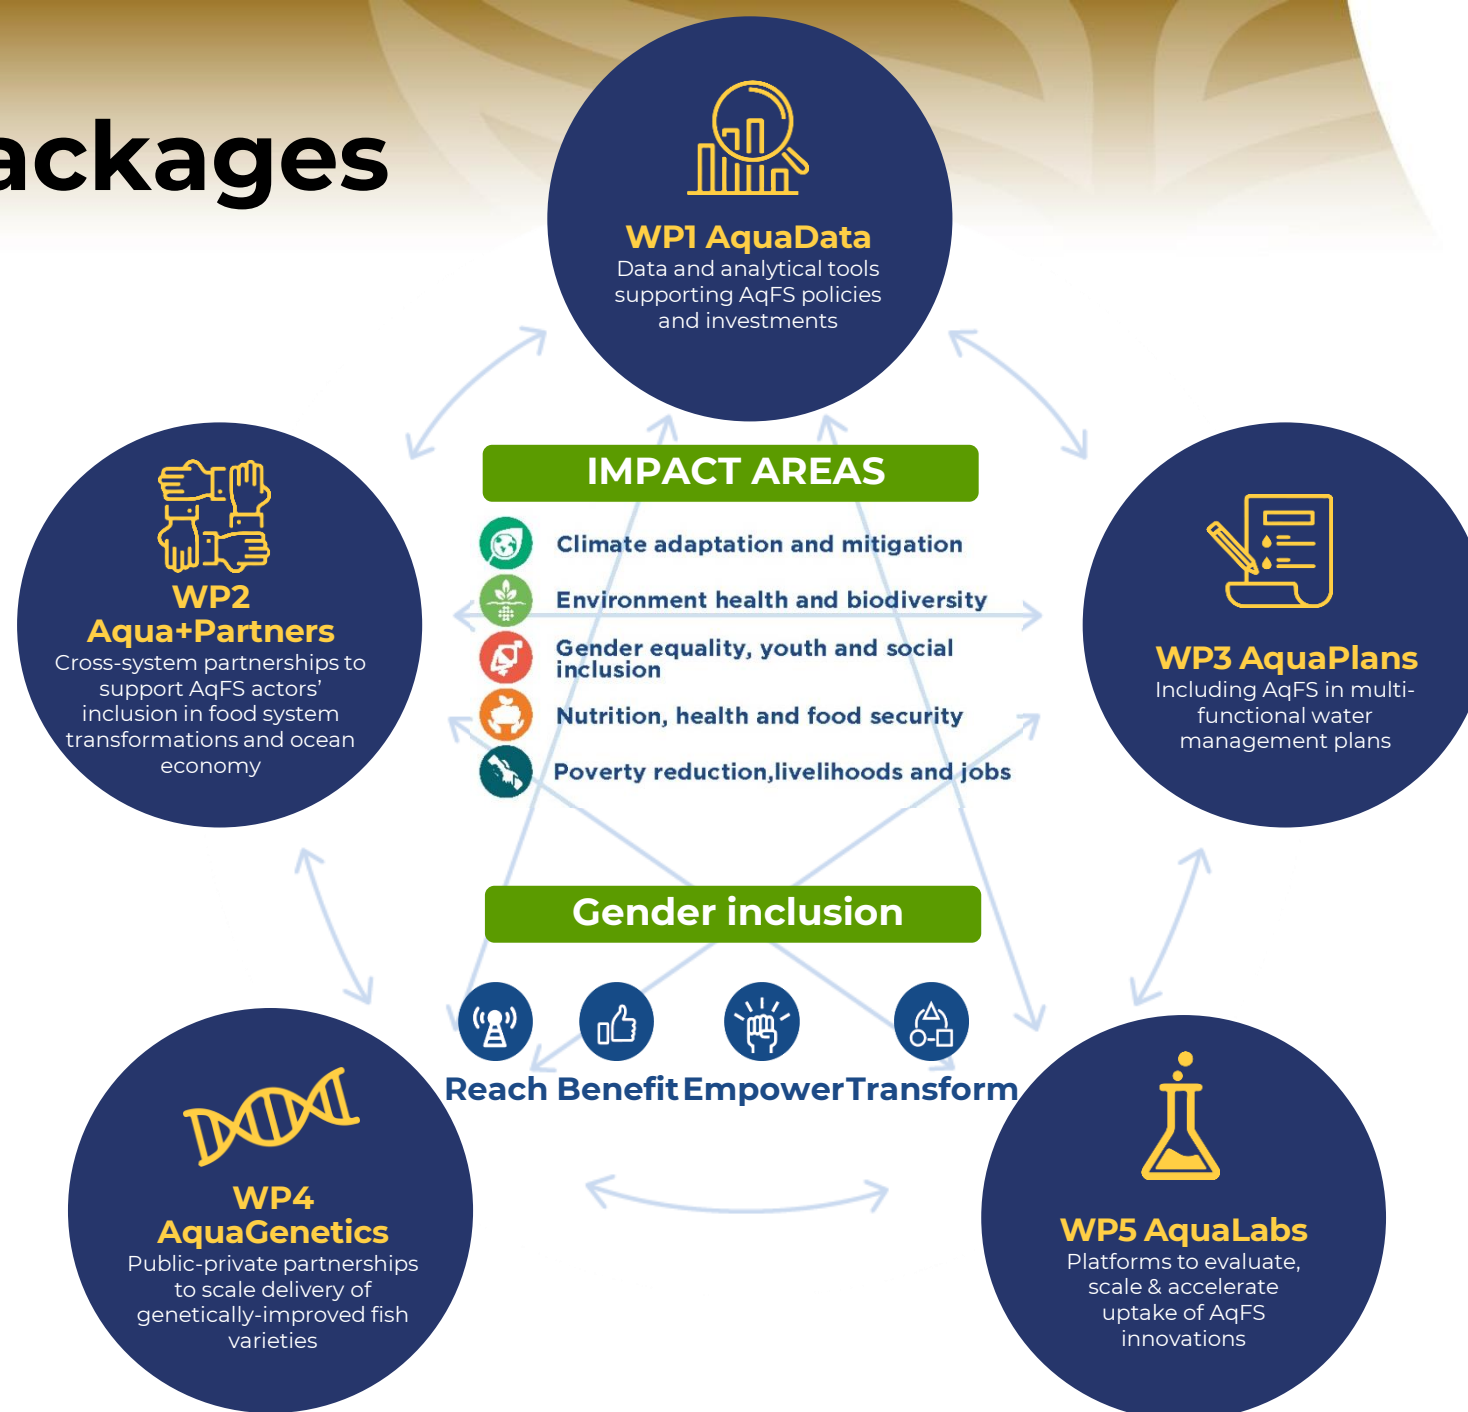 ackages
WP1 AquaData
Data and analytical tools
supporting AqFS policies
and investments
IMPACT AREAS
Climate adaptation and mitigation
Environment health and biodiversity
Gender equality, youth and social
inclusion
Nutrition, health and food security
Poverty reduction,livelihoods and jobs
WP2
Aqua+Partners
Cross-system partnerships to
support AqFS actors’
inclusion in food system
transformations and ocean
economy
WP3 AquaPlans
Including AqFS in multi-
functional water
management plans
Gender inclusion
Reach Benefit Empower Transform
WP4
AquaGenetics
Public-private partnerships
to scale delivery of
genetically-improved fish
varieties
WP5 AquaLabs
Platforms to evaluate,
scale & accelerate
uptake of AqFS
innovations